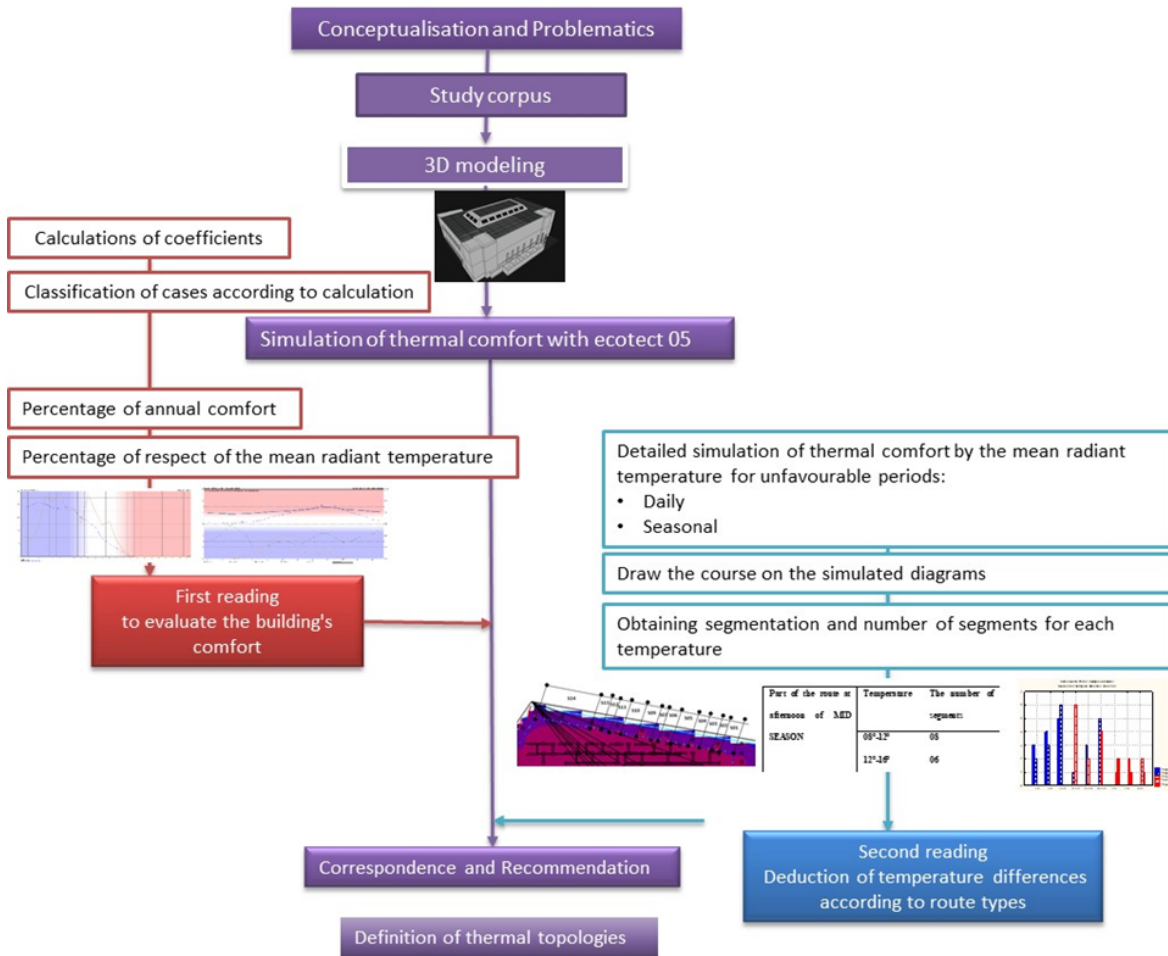 Conceptualisation and Problematics
Study corpus
3D modeling
Calculations of coefficients
Classification of cases according to calculation
Simulation of thermal comfort with ecotect 05
Percentage of annual comfort
Percentage of respect of the mean radiant temperature
First reading
to evaluate the building's
comfort
Detailed simulation of thermal comfort by the mean radiant
temperature for unfavourable periods:
• Daily
• Seasonal
Draw the course on the simulated diagrams
Obtaining segmentation and number of segments for each
temperature
Part of the route at
afternoon of MID
SEASON
Temperature
The number of
segments
08°-12°
08
12°-16°
06
Second reading
Deduction of temperature differences
according to route types
Correspondence and Recommendation
Definition of thermal topologies